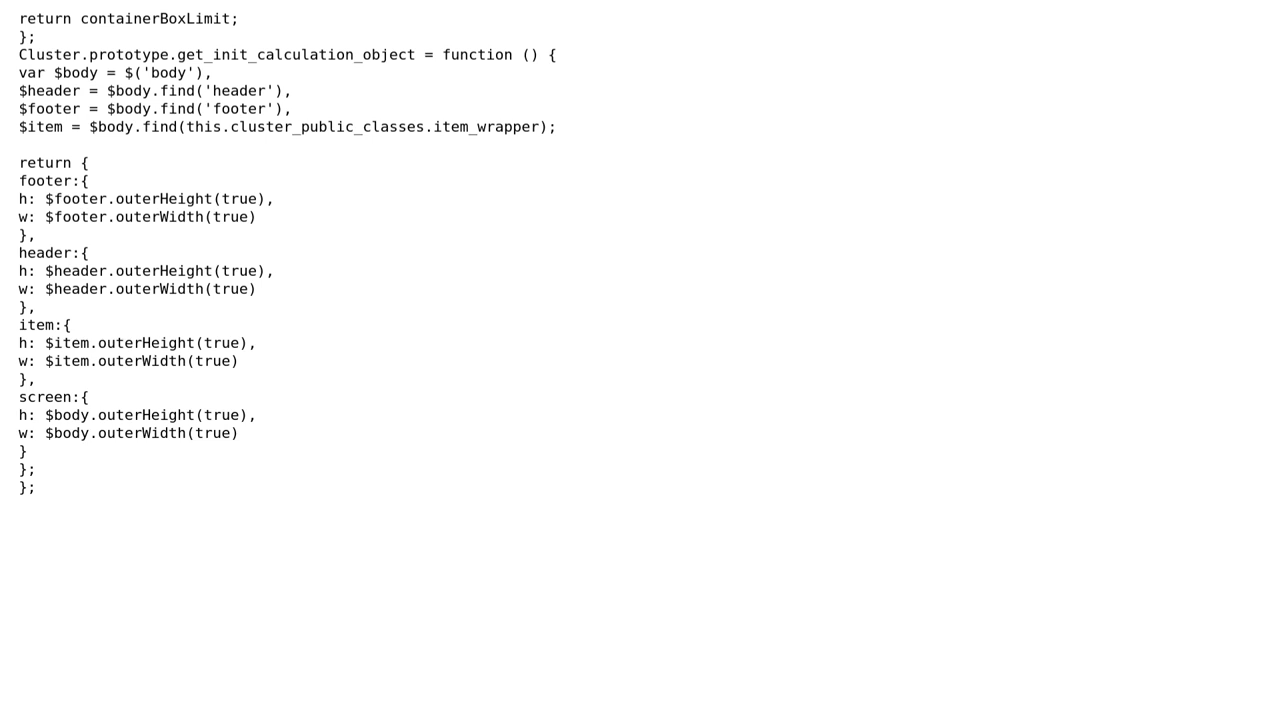 return containerBoxLimit;
};
Cluster.prototype.get_init_calculation_object = function () {
var $body = $('body'),
$header = $body.find('header'),
$footer = $body.find('footer'),
$item = $body.find(this.cluster_public_classes.item_wrapper);

return {
footer:{
h: $footer.outerHeight(true),
w: $footer.outerWidth(true)
},
header:{
h: $header.outerHeight(true),
w: $header.outerWidth(true)
},
item:{
h: $item.outerHeight(true),
w: $item.outerWidth(true)
},
screen:{
h: $body.outerHeight(true),
w: $body.outerWidth(true)
}
};
};